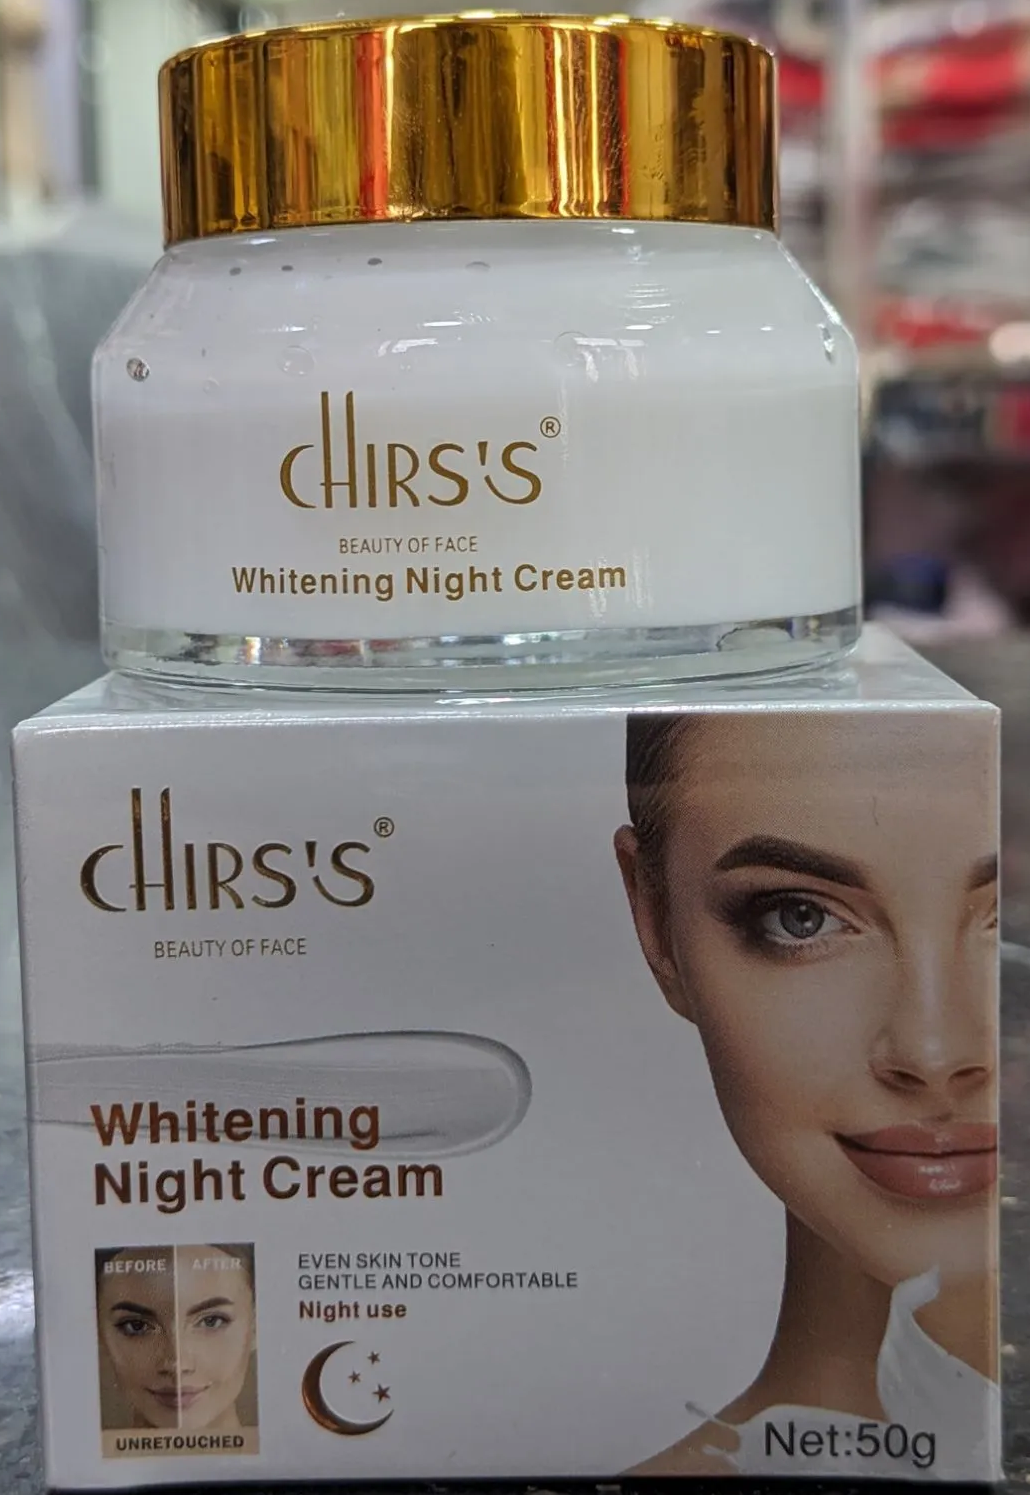 CHIRS'S®
BEAUTY OF FACE
Whitening Night Cream
CHIRS'S®
BEAUTY OF FACE
Whitening
Night Cream
BEFORE AFTER
UNRETOUCHED
EVEN SKIN TONE
GENTLE AND COMFORTABLE
Night use
Net:50g